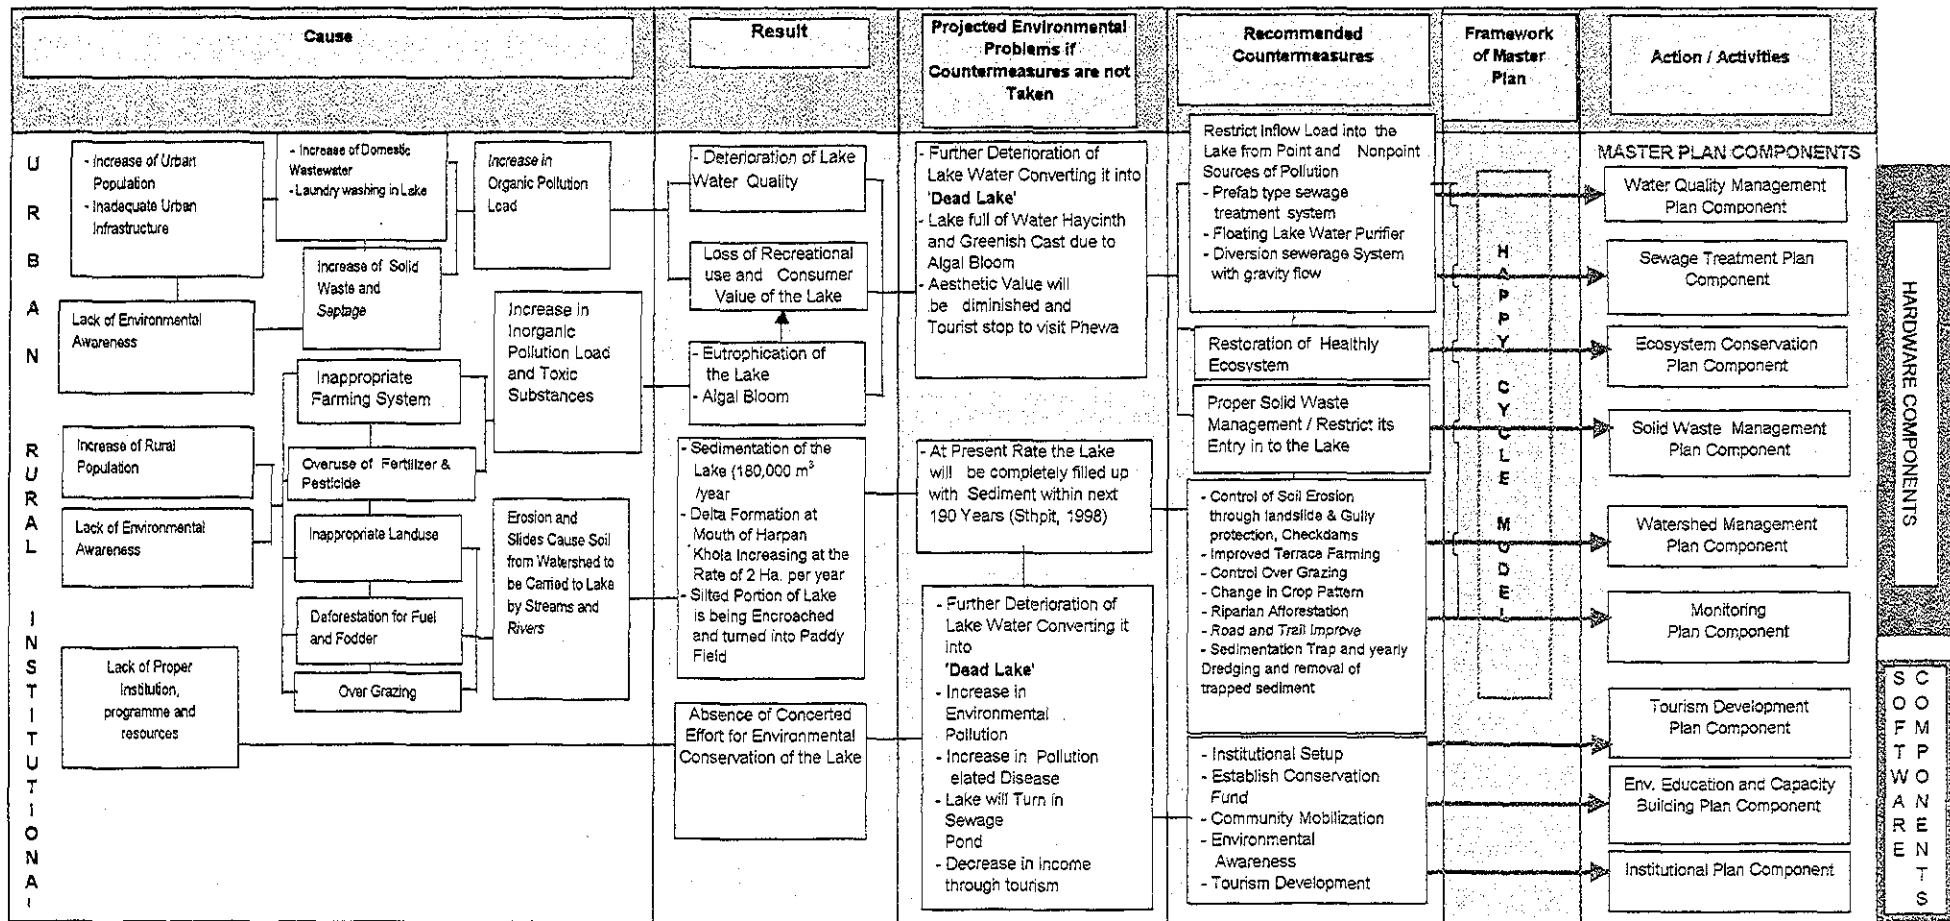 Cause
Result
Projected Environmental
Problems if
Countermeasures are not
Taken
Recommended
Countermeasures
Framework
of Master
Plan
Action / Activities
URBAN
RURAL
INSTITUTIONAL
- Increase of Urban
Population
- Inadequate Urban
Infrastructure
Lack of Environmental
Awareness
Increase of Rural
Population
Lack of Environmental
Awareness
Lack of Proper
Institution,
programme and
resources
- Increase of Domestic
Wastewater
- Laundry washing in Lake
Increase of Solid
Waste and
Septage
Inappropriate
Farming System
Overuse of Fertilizer &
Pesticide
Inappropriate Landuse
Daforestation for Fuel
and Fodder
Over Grazing
Increase in
Organic Pollution
Load
Increase in
Inorganic
Pollution Load
and Toxic
Substances
Erosion and
Slides Cause Soil
from Watershed to
be Carried to Lake
by Streams and
Rivers
- Deterioration of Lake
Water Quality
Loss of Recreational
use and Consumer
Value of the Lake
- Eutrophication of
the Lake
- Algal Bloom
- Sedimentation of the
Lake (180,000 m³
/year
- Delta Formation at
Mouth of Harpan
Khola Increasing at the
Rate of 2 Ha. per year
- Silted Portion of Lake
is being Encroached
and turned into Paddy
Field
Absence of Concerted
Effort for Environmental
Conservation of the Lake
- Further Deterioration of
Lake Water Converting it into
'Dead Lake'
- Lake full of Water Haycinth
and Greenish Cast due to
Algal Bloom
- Aesthetic Value will
be diminished and
Tourist stop to visit Phewa
- At Present Rate the Lake
will be completely filled up
with Sediment within next
190 Years (Sthpit, 1998)
- Further Deterioration of
Lake Water Converting it
into
'Dead Lake'
- Increase in
Environmental
Pollution
- Increase in Pollution
elated Disease
- Lake will Turn in
Sewage
Pond
- Decrease in income
through tourism
Restrict Inflow Load into the
Lake from Point and Nonpoint
Sources of Pollution
- Prefab type sewage
treatment system
- Floating Lake Water Purifier
- Diversion sewerage System
with gravity flow
Restoration of Healthly
Ecosystem
Proper Solid Waste
Management / Restrict its
Entry in to the Lake
- Control of Soil Erosion
through landslide & Gully
protection, Checkdams
- Improved Terrace Farming
- Control Over Grazing
- Change in Crop Pattern
- Riparian Afforestation
- Road and Trail Improve
- Sedimentation Trap and yearly
Dredging and removal of
trapped sediment
- Institutional Setup
- Establish Conservation
Fund
- Community Mobilization
- Environmental
Awareness
- Tourism Development
HAPPY CYCLE MODEL
MASTER PLAN COMPONENTS
Water Quality Management
Plan Component
Sewage Treatment Plan
Component
Ecosystem Conservation
Plan Component
Solid Waste Management
Plan Component
Watershed Management
Plan Component
Monitoring
Plan Component
Tourism Development
Plan Component
Env. Education and Capacity
Building Plan Component
Institutional Plan Component
HARDWARE COMPONENTS
SOFTWARE
COMPONENTS